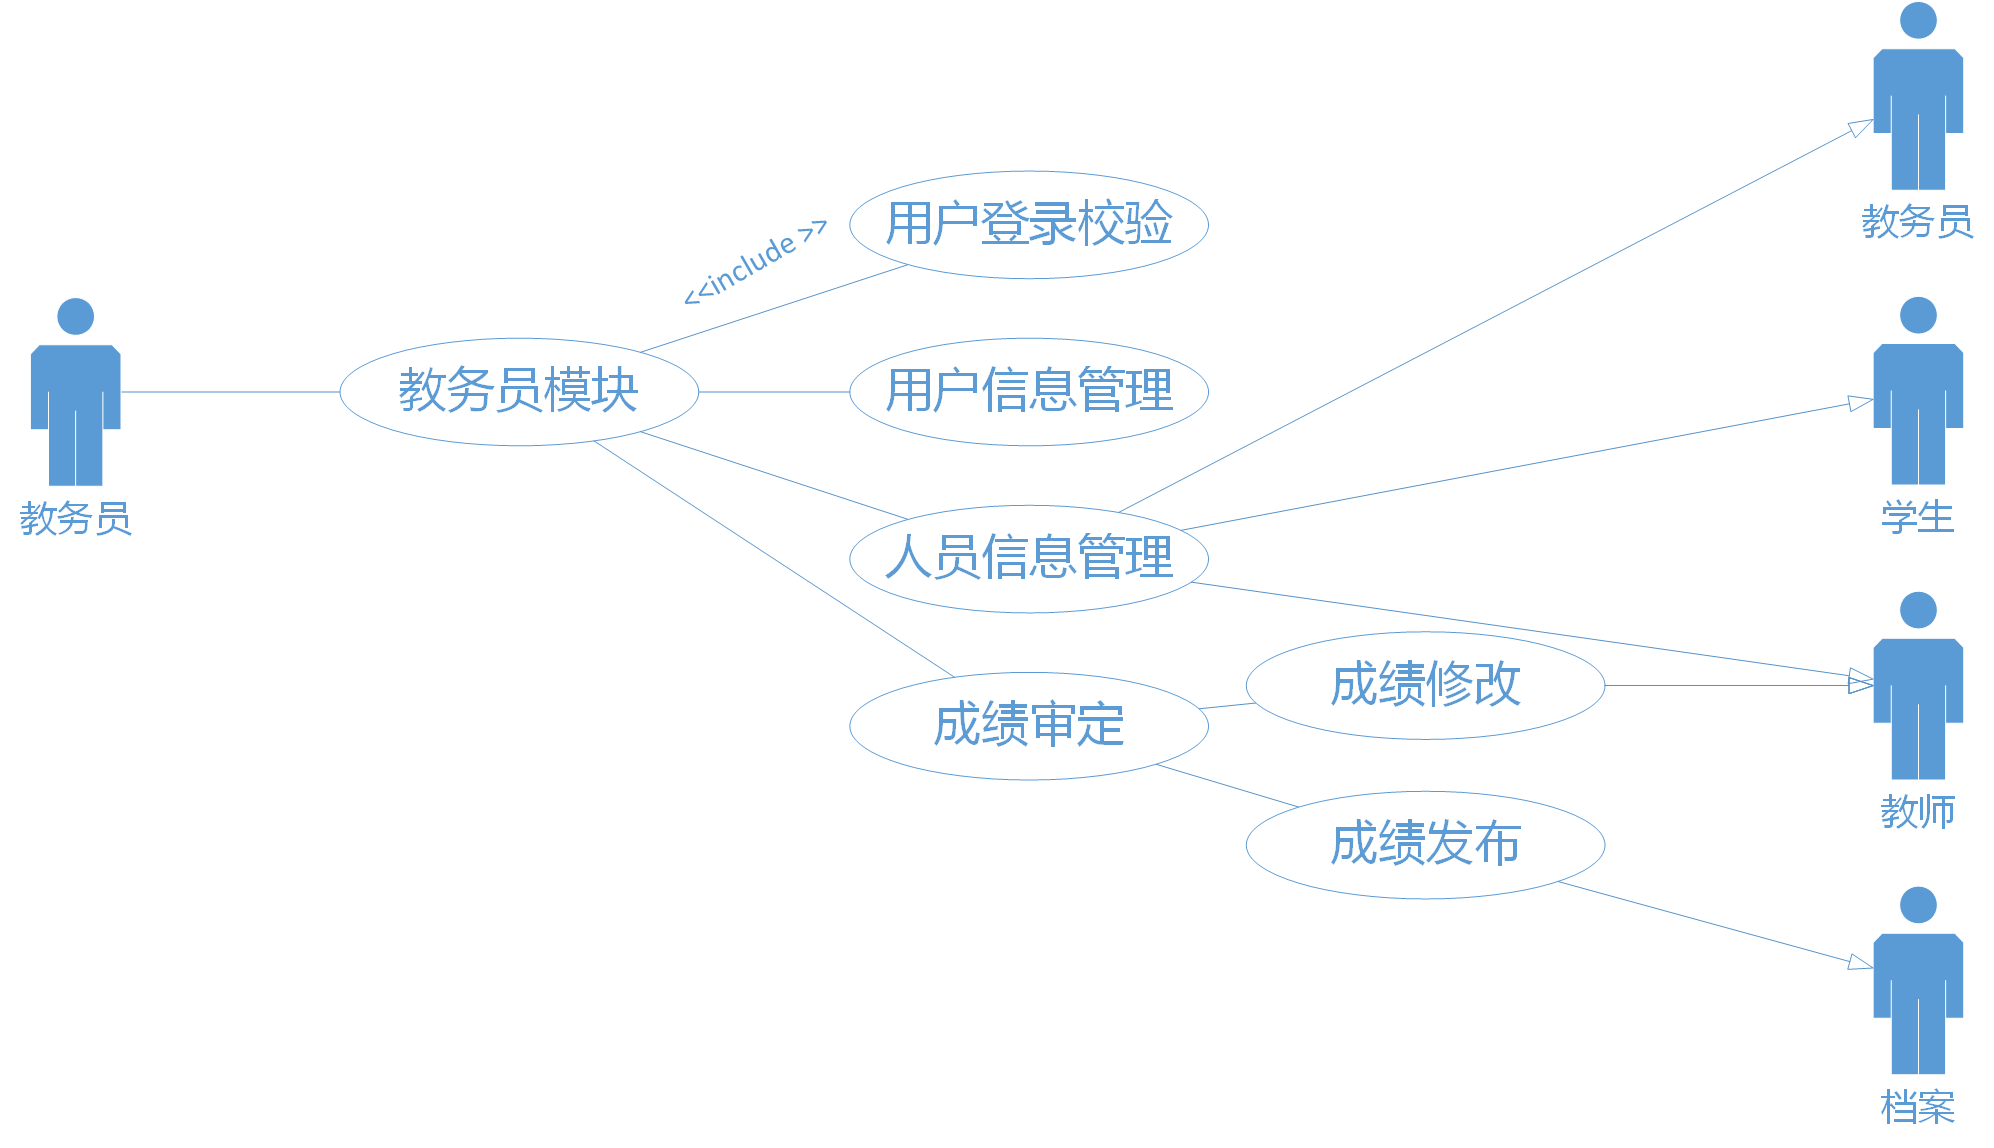 教务员
用户登录校验
<<include >>
教务员模块
用户信息管理
教务员
学生
人员信息管理
成绩修改
成绩审定
教师
成绩发布
档案